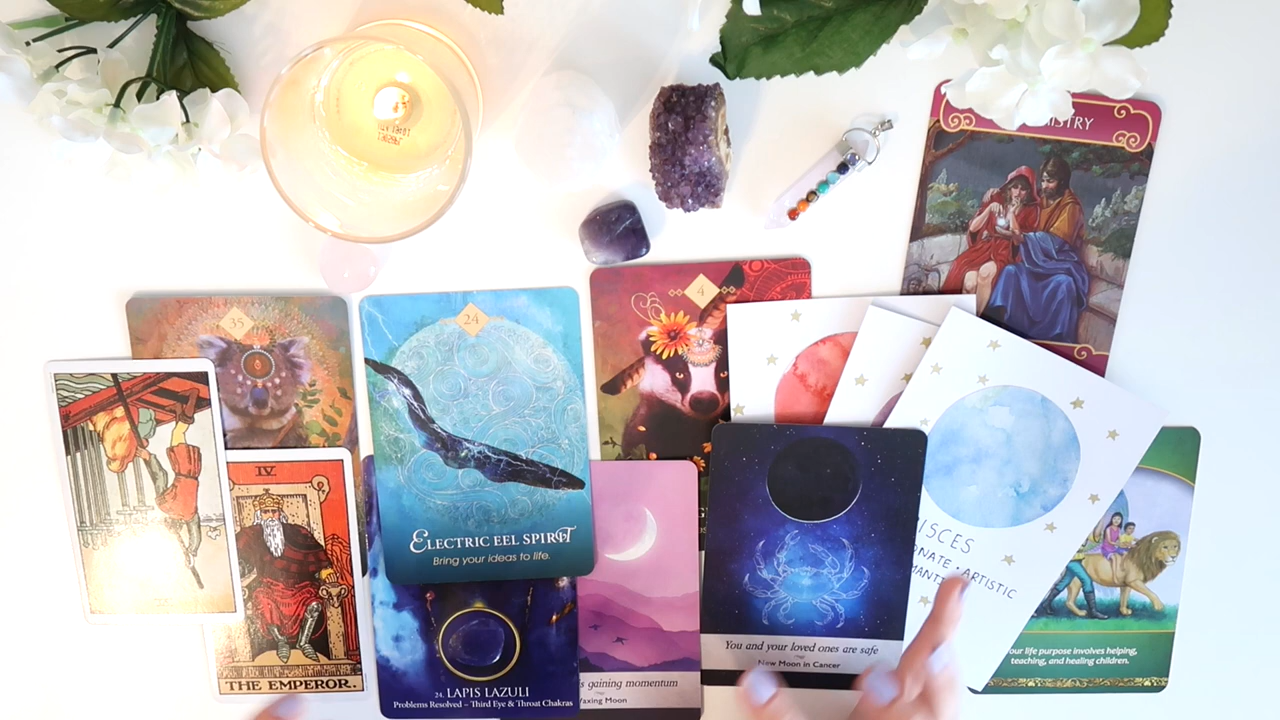 ISTRY
35
24
4
ELECTRIC EEL SPIRIT
Bring your ideas to life.
IV
THE EMPEROR.
24. LAPIS LAZULI
Problems Resolved – Third Eye & Throat Chakras
gaining momentum
Waxing Moon
You and your loved ones are safe
New Moon in Cancer
ISCES
ONATE · ARTISTIC
MANTI
our life purpose involves helping,
teaching, and healing children.